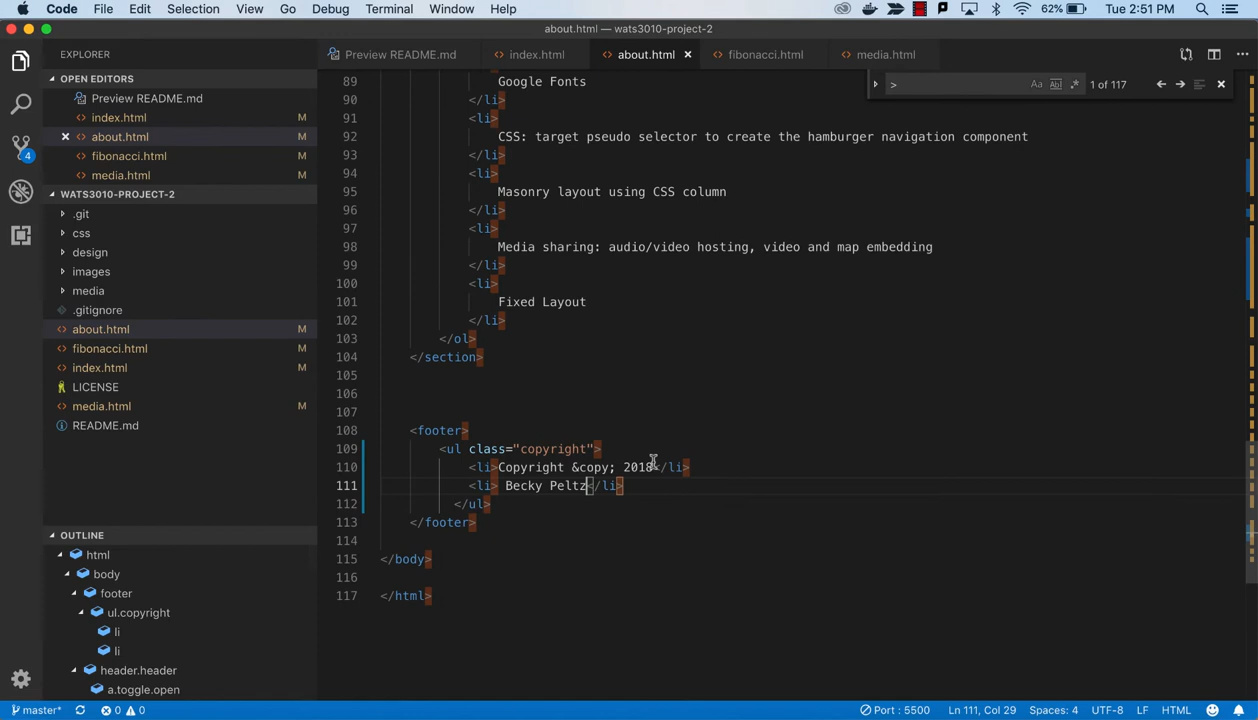 Code File Edit Selection View Go Debug Terminal Window Help 62% Tue 2:51 PM
about.html — wats3010-project-2
EXPLORER
Preview README.md
index.html
about.html
fibonacci.html
media.html
OPEN EDITORS
Preview README.md
index.html M
about.html M
fibonacci.html M
media.html M
WATS3010-PROJECT-2
.git
css
design
images
media
.gitignore
about.html M
fibonacci.html M
index.html M
LICENSE
media.html M
README.md
OUTLINE
html
body
footer
ul.copyright
li
li
header.header
a.toggle.open
> Aa Abl .* 1 of 117
4
89 Google Fonts
90 </li>
91 <li>
92 CSS: target pseudo selector to create the hamburger navigation component
93 </li>
94 <li>
95 Masonry layout using CSS column
96 </li>
97 <li>
98 Media sharing: audio/video hosting, video and map embedding
99 </li>
100 <li>
101 Fixed Layout
102 </li>
103 </ol>
104 </section>
105
106
107
108 <footer>
109 <ul class="copyright">
110 <li>Copyright &copy; 2018</li>
111 <li> Becky Peltz</li>
112 </ul>
113 </footer>
114
115 </body>
116
117 </html>
master* 0 0 Port : 5500 Ln 111, Col 29 Spaces: 4 UTF-8 LF HTML